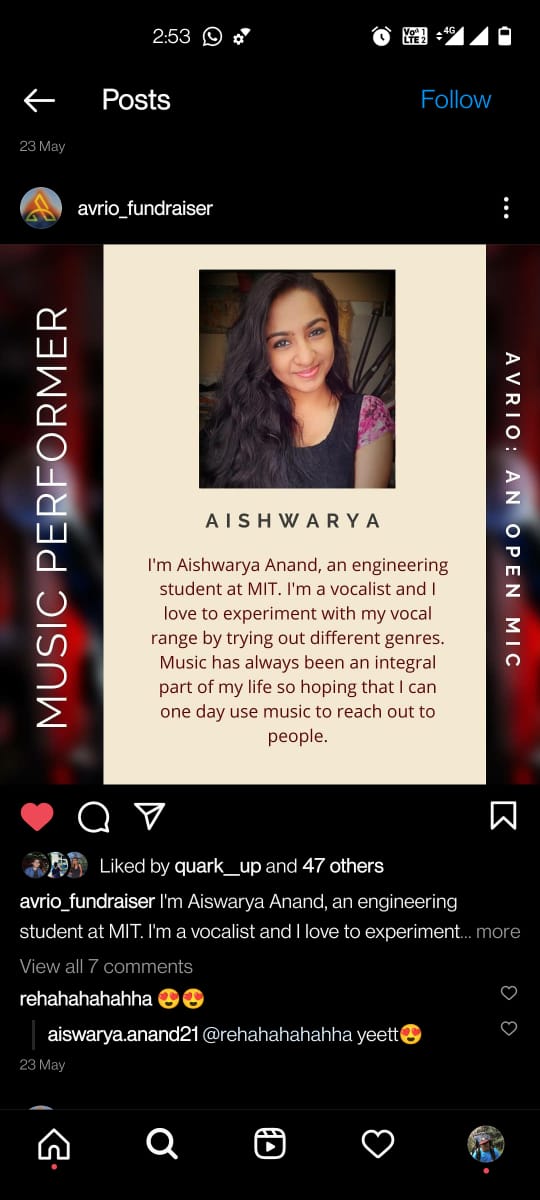 2:53
Vo 1
LTE 2
4G
Posts
Follow
23 May
avrio_fundraiser
MUSIC PERFORMER
AISHWARYA
I'm Aishwarya Anand, an engineering
student at MIT. I'm a vocalist and I
love to experiment with my vocal
range by trying out different genres.
Music has always been an integral
part of my life so hoping that I can
one day use music to reach out to
people.
AVRIO: AN OPEN MIC
Liked by quark__up and 47 others
avrio_fundraiser I'm Aiswarya Anand, an engineering
student at MIT. I'm a vocalist and I love to experiment... more
View all 7 comments
rehahahahahha 😍😍
aiswarya.anand21 @rehahahahahha yeett😍
23 May